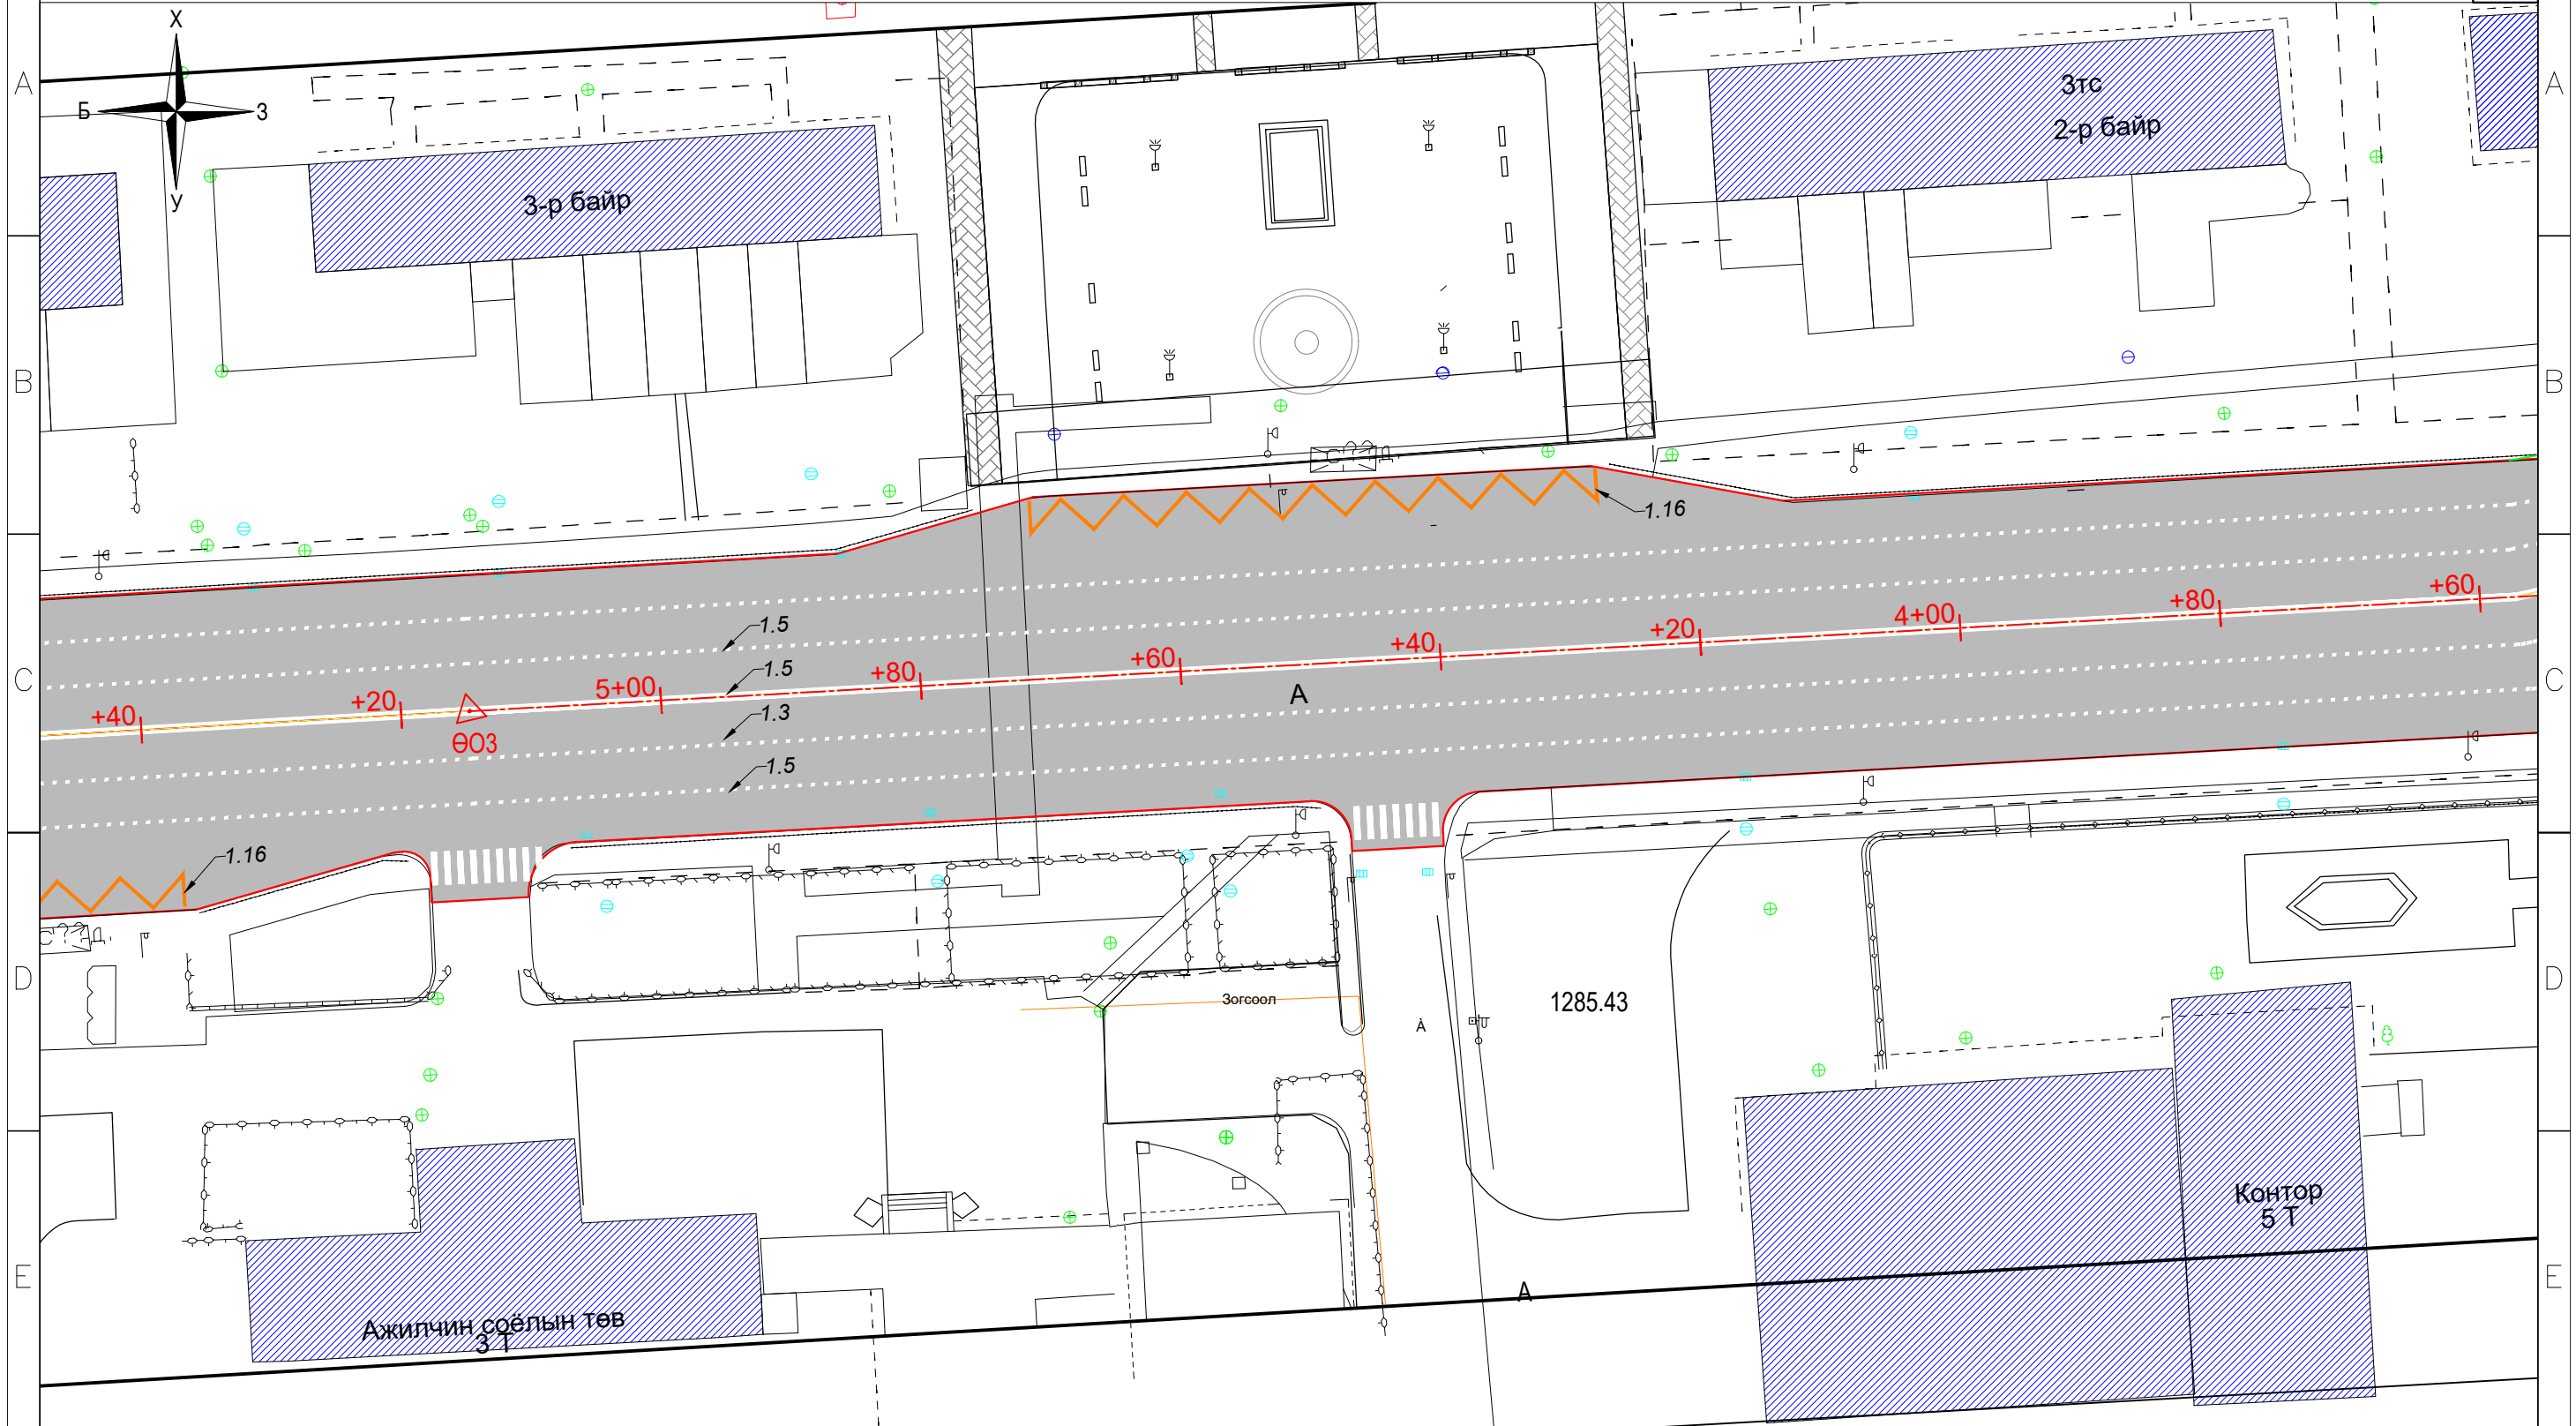 Х
Б
З
У
A
A
3тс
2-р байр
3-р байр
B
B
1.16
+60
+80
4+00
+20
+40
+60
+80
5+00
+20
+40
1.5
1.5
1.3
1.5
А
ӨО3
C
C
1.16
D
D
Зогсоол
À
1285.43
Контор
5 Т
E
E
А
Ажилчин соёлын төв
3 Т